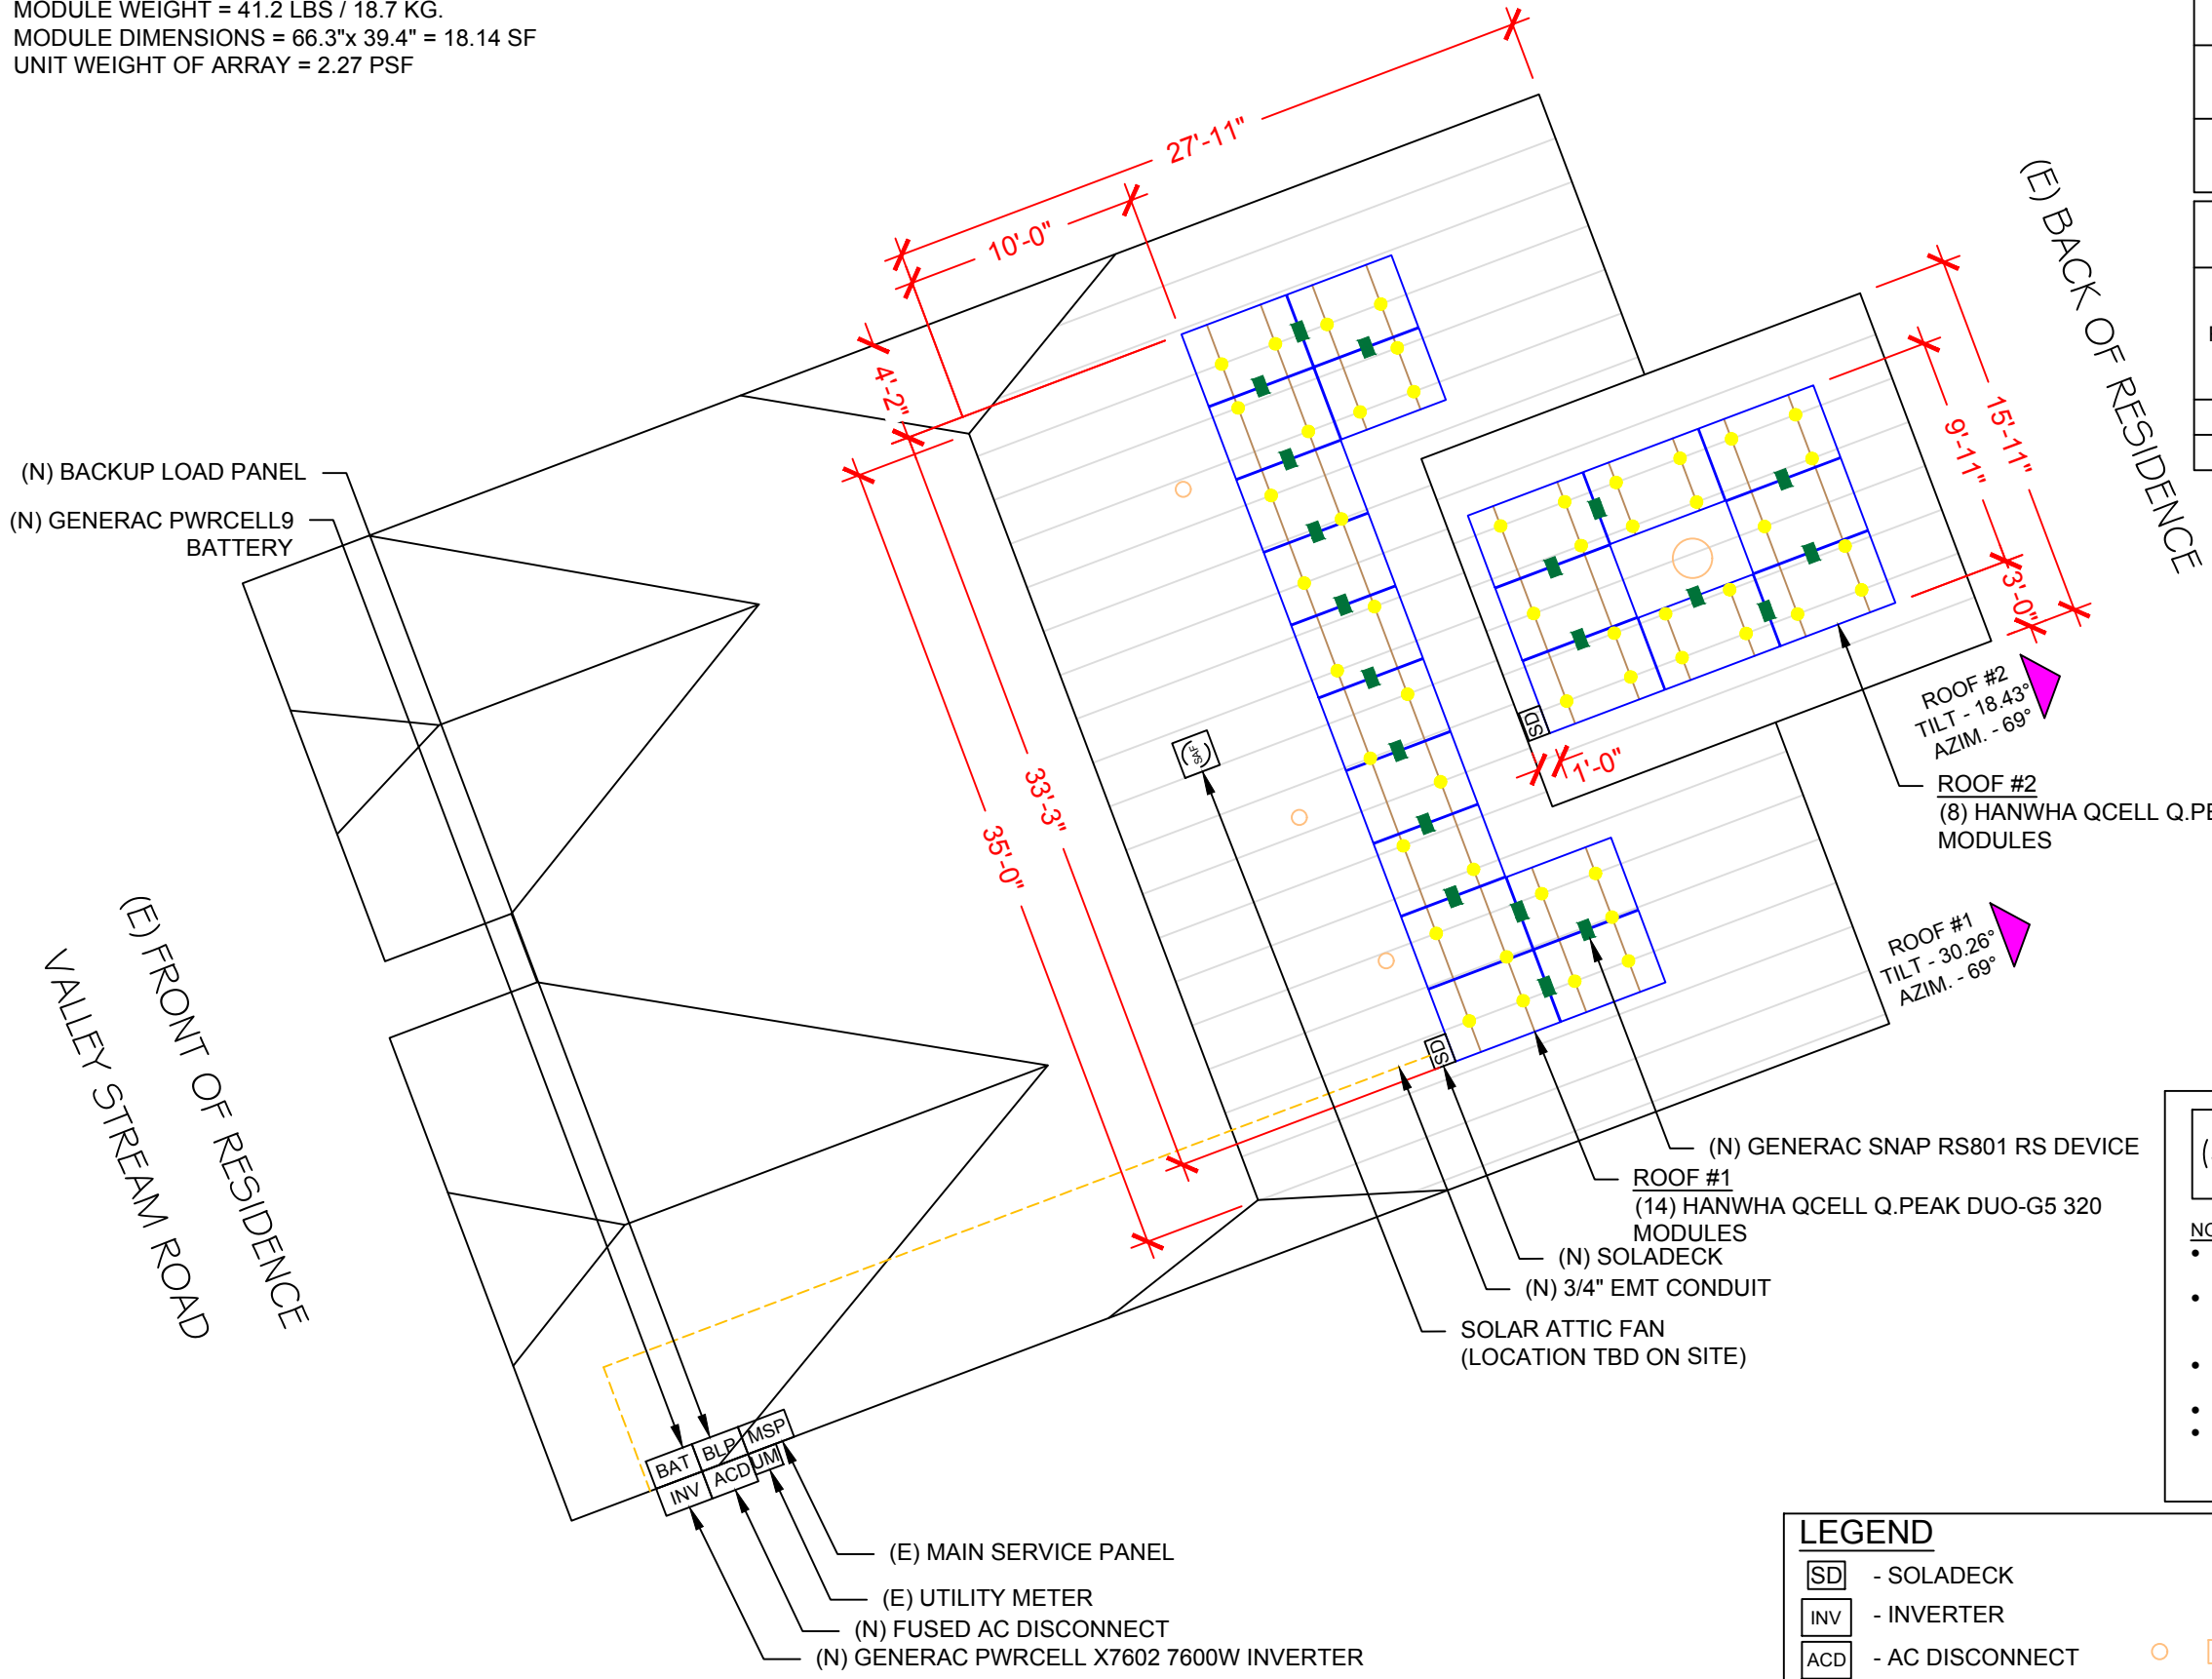 MODULE WEIGHT = 41.2 LBS / 18.7 KG.
MODULE DIMENSIONS = 66.3"x 39.4" = 18.14 SF
UNIT WEIGHT OF ARRAY = 2.27 PSF
27'-11"
10'-0"
4'-2"
33'-3"
35'-0"
15'-11"
9'-11"
3'-0"
1'-0"
(E) BACK OF RESIDENCE
(N) BACKUP LOAD PANEL
(N) GENERAC PWRCELL9
BATTERY
(E) FRONT OF RESIDENCE
VALLEY STREAM ROAD
SAF
SD
SD
ROOF #2
TILT - 18.43°
AZIM. - 69°
ROOF #2
(8) HANWHA QCELL Q.PE
MODULES
ROOF #1
TILT - 30.26°
AZIM. - 69°
(N) GENERAC SNAP RS801 RS DEVICE
ROOF #1
(14) HANWHA QCELL Q.PEAK DUO-G5 320
MODULES
(N) SOLADECK
(N) 3/4" EMT CONDUIT
SOLAR ATTIC FAN
(LOCATION TBD ON SITE)
BAT
BLP
MSP
INV
ACD
UM
(E) MAIN SERVICE PANEL
(E) UTILITY METER
(N) FUSED AC DISCONNECT
(N) GENERAC PWRCELL X7602 7600W INVERTER
LEGEND
SD - SOLADECK
INV - INVERTER
ACD - AC DISCONNECT